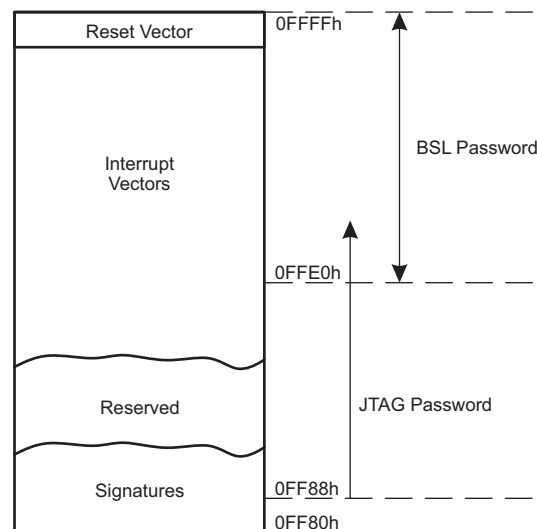 Reset Vector
0FFFFh
BSL Password
Interrupt
Vectors
0FFE0h
Reserved
JTAG Password
Signatures
0FF88h
0FF80h